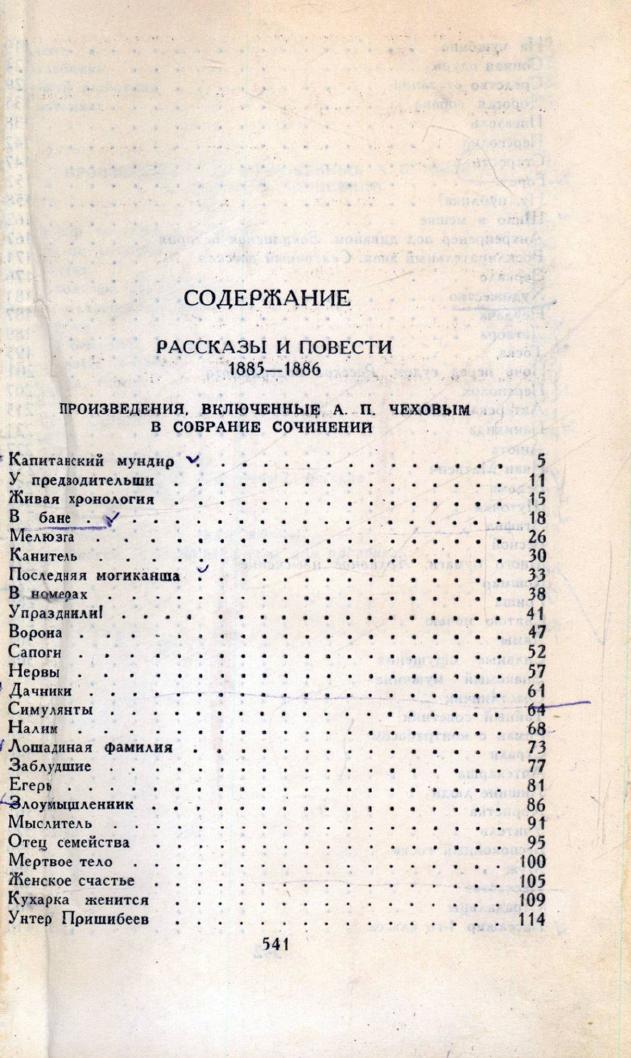 СОДЕРЖАНИЕ
РАССКАЗЫ И ПОВЕСТИ
1885—1886
ПРОИЗВЕДЕНИЯ, ВКЛЮЧЕННЫЕ А. П. ЧЕХОВЫМ
В СОБРАНИЕ СОЧИНЕНИЙ
Капитанский мундир . . . . . . . . . . . . 5
У предводительши . . . . . . . . . . . . 11
Живая хронология . . . . . . . . . . . . 15
В бане . . . . . . . . . . . . 18
Мелюзга . . . . . . . . . . . . 26
Канитель . . . . . . . . . . . . 30
Последняя могиканша . . . . . . . . . . . . 33
В номерах . . . . . . . . . . . . 38
Упразднили! . . . . . . . . . . . . 41
Ворона . . . . . . . . . . . . 47
Сапоги . . . . . . . . . . . . 52
Нервы . . . . . . . . . . . . 57
Дачники . . . . . . . . . . . . 61
Симулянты . . . . . . . . . . . . 64
Налим . . . . . . . . . . . . 68
Лошадиная фамилия . . . . . . . . . . . . 73
Заблудшие . . . . . . . . . . . . 77
Егерь . . . . . . . . . . . . 81
Злоумышленник . . . . . . . . . . . . 86
Мыслитель . . . . . . . . . . . . 91
Отец семейства . . . . . . . . . . . . 95
Мертвое тело . . . . . . . . . . . . 100
Женское счастье . . . . . . . . . . . . 105
Кухарка женится . . . . . . . . . . . . 109
Унтер Пришибеев . . . . . . . . . . . . 114
541